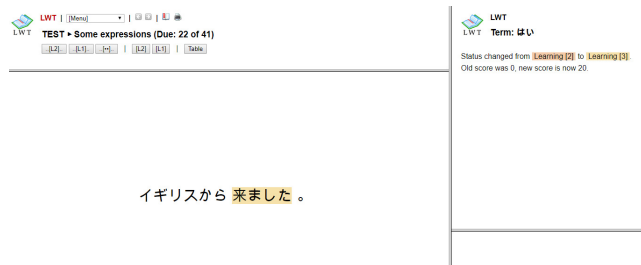 LWT | [Menu] |
LWT
TEST ▸ Some expressions (Due: 22 of 41)
..[L2].. ..[L1].. ..[••].. | [L2] [L1] | Table
イギリスから 来ました 。
LWT
LWT
Term: はい
Status changed from Learning [2] to Learning [3].
Old score was 0, new score is now 20.